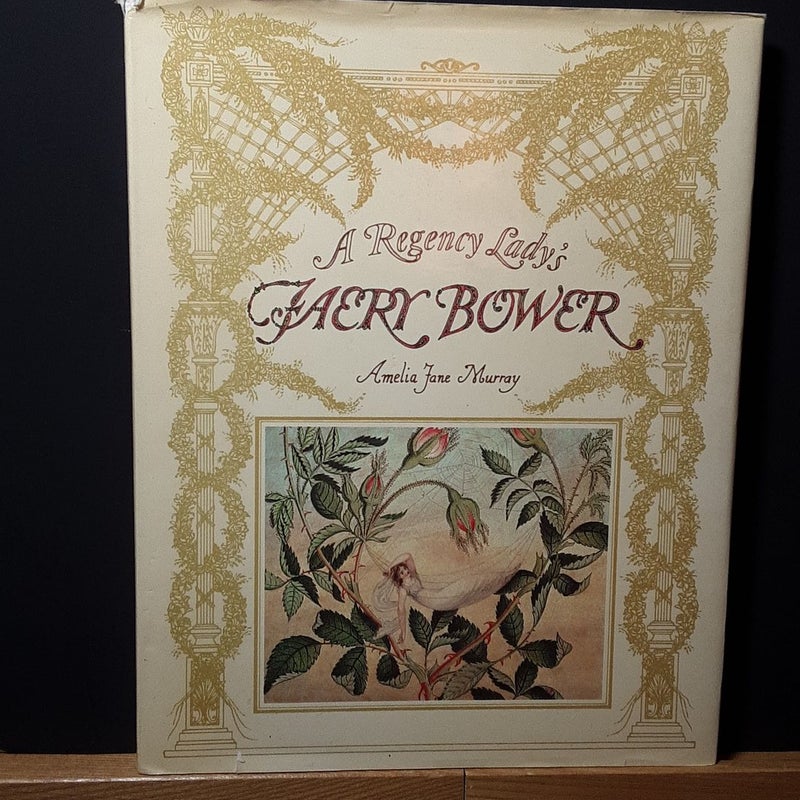 A Regency Lady's
FAERY BOWER
Amelia Jane Murray